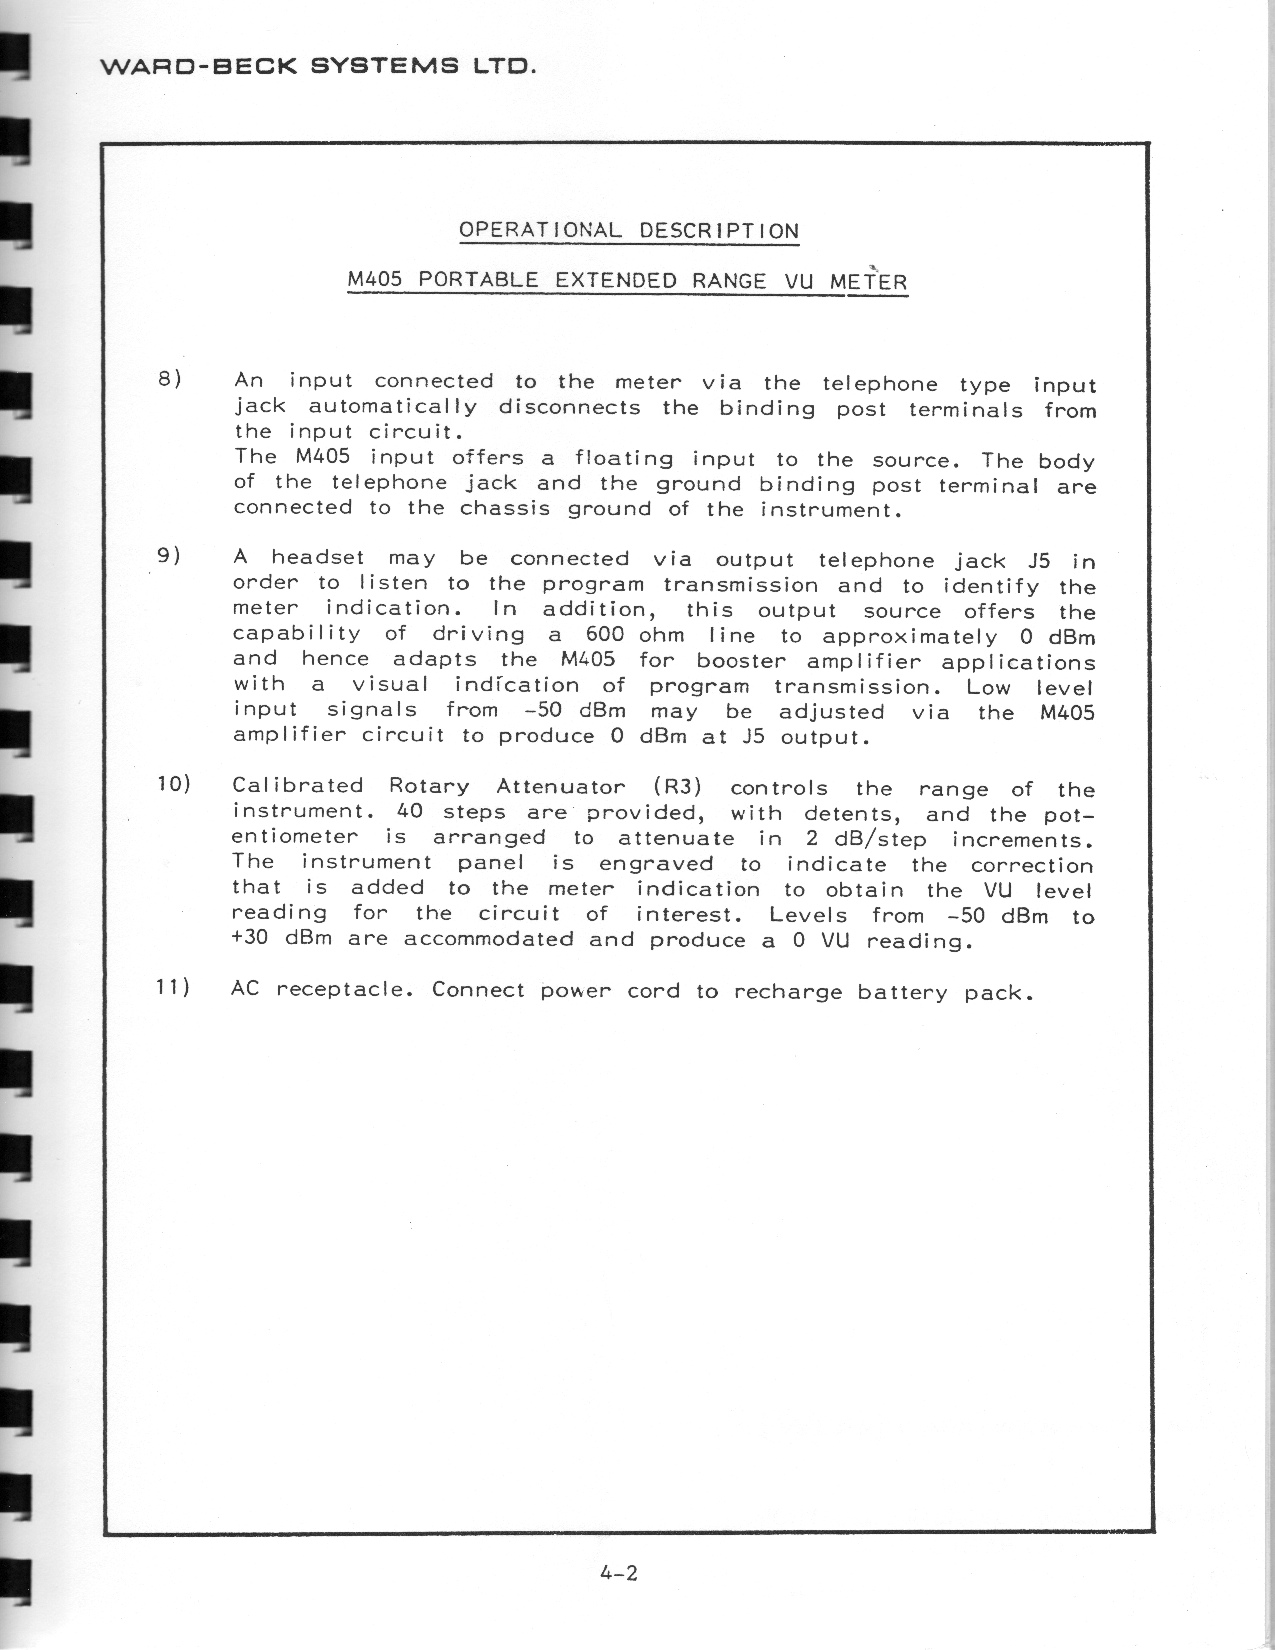 WARD-BECK SYSTEMS LTD.
OPERATIONAL DESCRIPTION
M405 PORTABLE EXTENDED RANGE VU METER
8) An input connected to the meter via the telephone type input
jack automatically disconnects the binding post terminals from
the input circuit.
The M405 input offers a floating input to the source. The body
of the telephone jack and the ground binding post terminal are
connected to the chassis ground of the instrument.
9) A headset may be connected via output telephone jack J5 in
order to listen to the program transmission and to identify the
meter indication. In addition, this output source offers the
capability of driving a 600 ohm line to approximately 0 dBm
and hence adapts the M405 for booster amplifier applications
with a visual indication of program transmission. Low level
input signals from -50 dBm may be adjusted via the M405
amplifier circuit to produce 0 dBm at J5 output.
10) Calibrated Rotary Attenuator (R3) controls the range of the
instrument. 40 steps are provided, with detents, and the pot-
entiometer is arranged to attenuate in 2 dB/step increments.
The instrument panel is engraved to indicate the correction
that is added to the meter indication to obtain the VU level
reading for the circuit of interest. Levels from -50 dBm to
+30 dBm are accommodated and produce a 0 VU reading.
11) AC receptacle. Connect power cord to recharge battery pack.
4-2